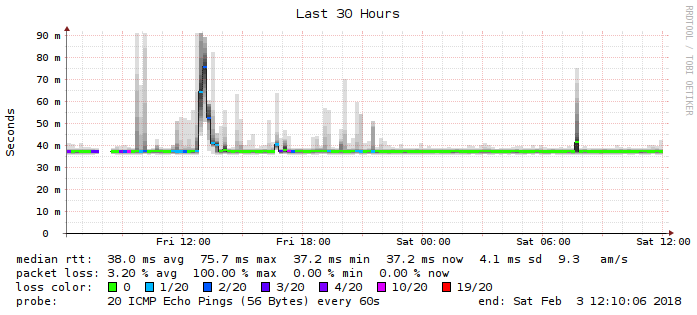 Last 30 Hours
RRDTOOL / TOBI OETIKER
Seconds
90 m
80 m
70 m
60 m
50 m
40 m
30 m
20 m
10 m
0
Fri 12:00 Fri 18:00 Sat 00:00 Sat 06:00 Sat 12:00
median rtt: 38.0 ms avg 75.7 ms max 37.2 ms min 37.2 ms now 4.1 ms sd 9.3 am/s
packet loss: 3.20 % avg 100.00 % max 0.00 % min 0.00 % now
loss color: 0 1/20 2/20 3/20 4/20 10/20 19/20
probe: 20 ICMP Echo Pings (56 Bytes) every 60s end: Sat Feb 3 12:10:06 2018